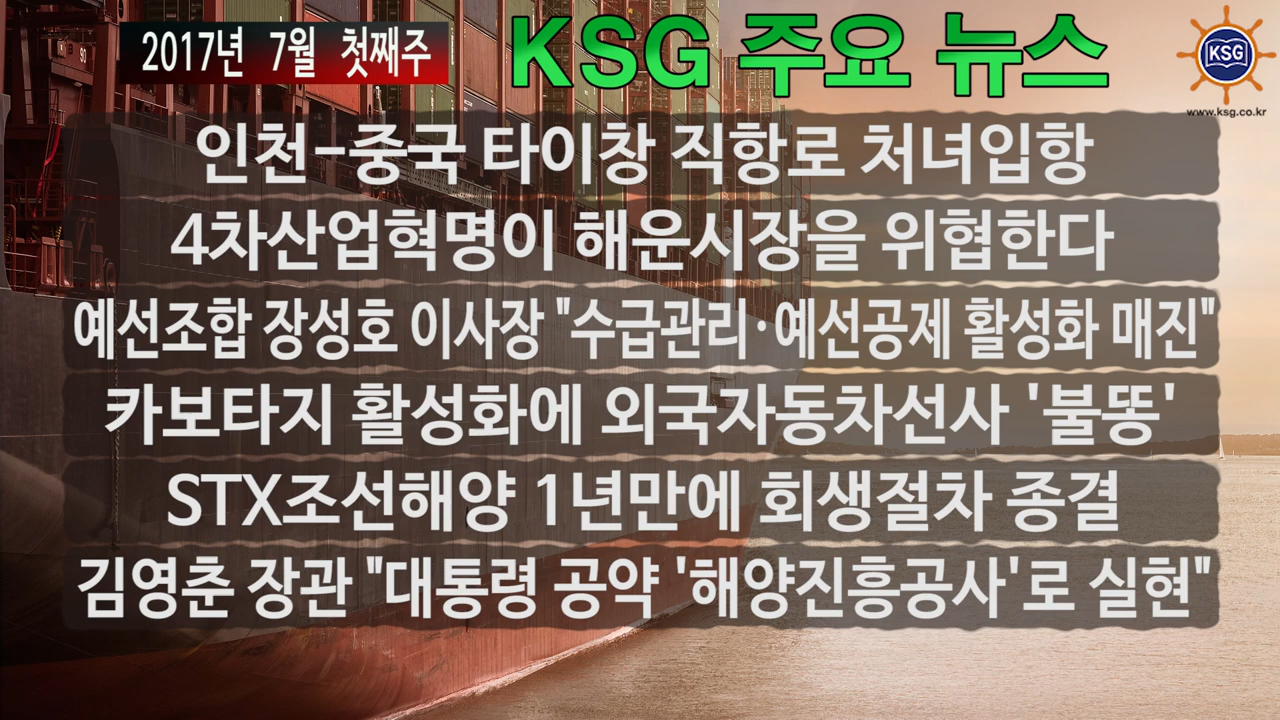 2017년 7월 첫째주
KSG 주요 뉴스
KSG
www.ksg.co.kr
인천-중국 타이창 직항로 처녀입항
4차산업혁명이 해운시장을 위협한다
예선조합 장성호 이사장 "수급관리·예선공제 활성화 매진"
카보타지 활성화에 외국자동차선사 '불똥'
STX조선해양 1년만에 회생절차 종결
김영춘 장관 "대통령 공약 '해양진흥공사'로 실현"